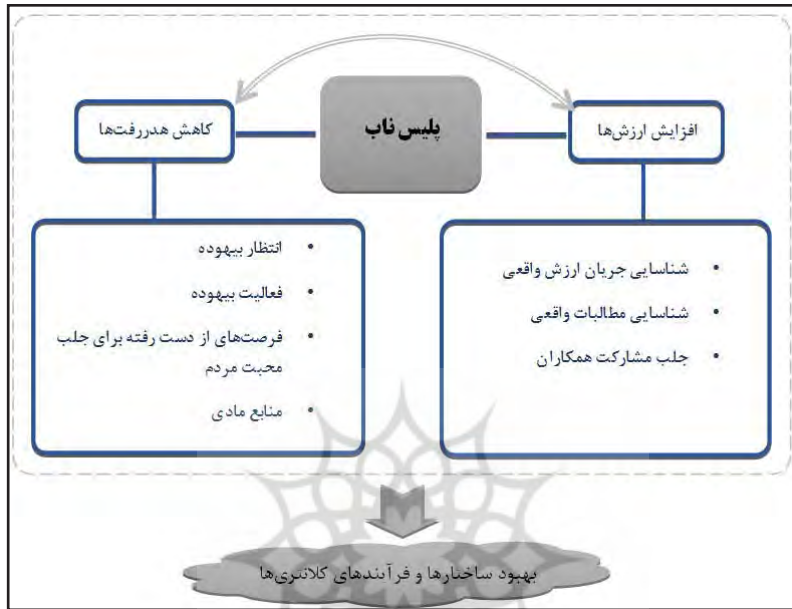 پلیس ناب
افزایش ارزش‌ها
کاهش هدررفت‌ها
• شناسایی جریان ارزش واقعی
• شناسایی مطالبات واقعی
• جلب مشارکت همکاران
• انتظار بیهوده
• فعالیت بیهوده
• فرصت‌های از دست رفته برای جلب
محبت مردم
• منابع مادی
بهبود ساختارها و فرآیندهای کلانتری‌ها